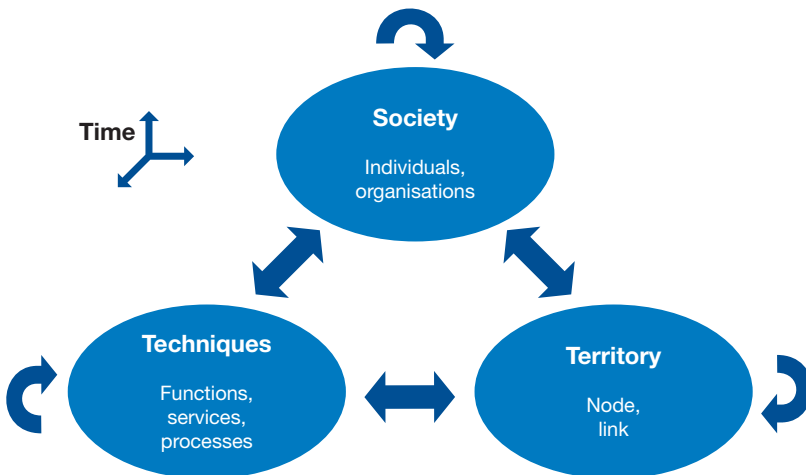 Society
Individuals,
organisations
Time
Techniques
Functions,
services,
processes
Territory
Node,
link